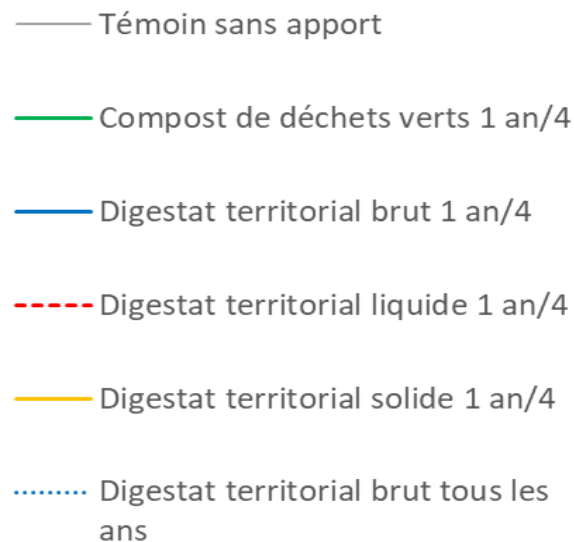 Témoin sans apport
Compost de déchets verts 1 an/4
Digestat territorial brut 1 an/4
Digestat territorial liquide 1 an/4
Digestat territorial solide 1 an/4
Digestat territorial brut tous les
ans